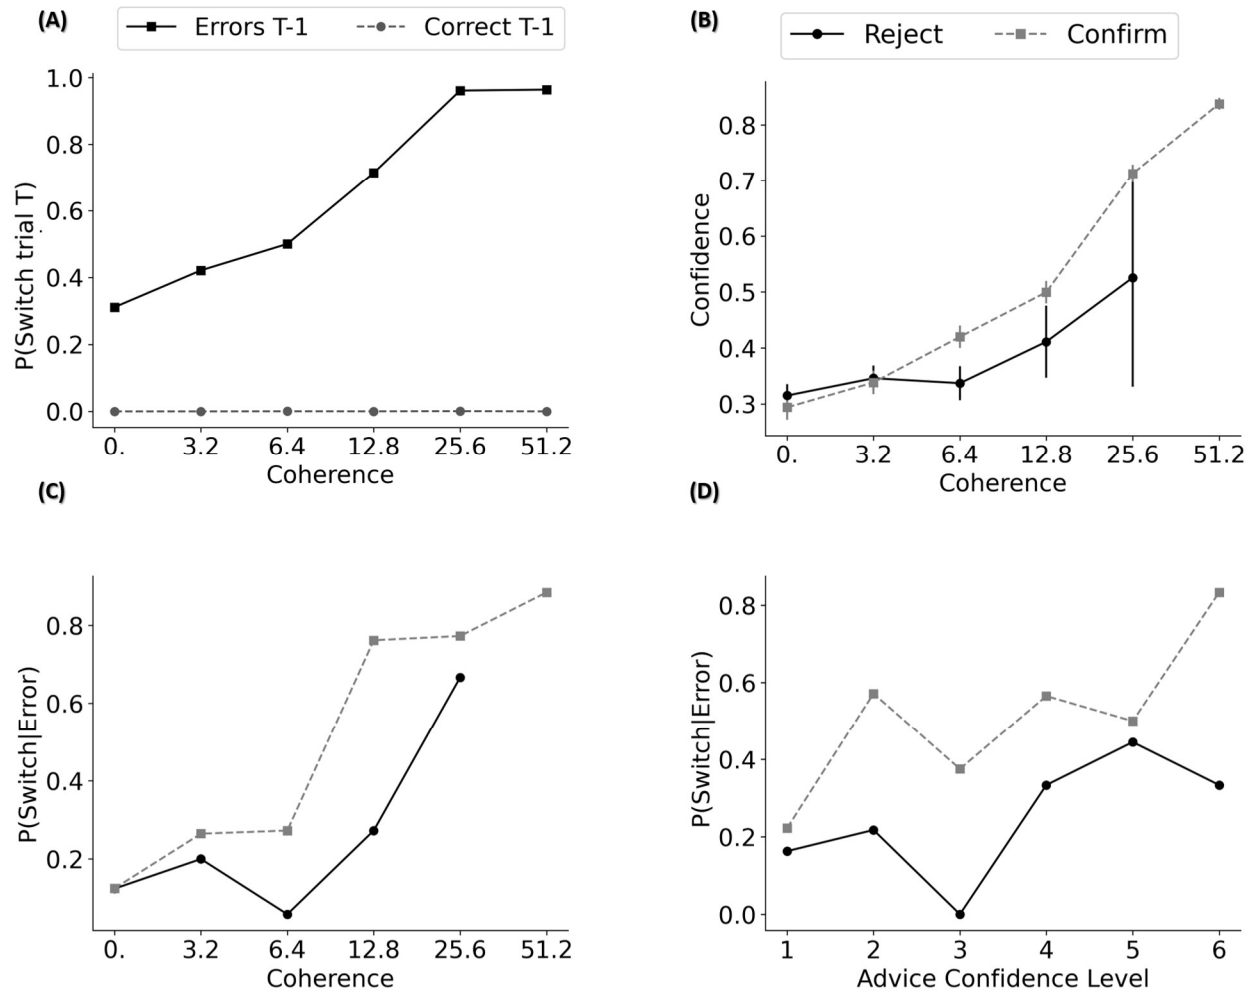 (A)
Errors T-1 Correct T-1
1.0
0.8
0.6
0.4
0.2
0.0
P(Switch trial T)
0. 3.2 6.4 12.8 25.6 51.2
Coherence
(B)
Reject Confirm
0.8
0.7
0.6
0.5
0.4
0.3
Confidence
0. 3.2 6.4 12.8 25.6 51.2
Coherence
(C)
0.8
0.6
0.4
0.2
P(Switch|Error)
0. 3.2 6.4 12.8 25.6 51.2
Coherence
(D)
0.8
0.6
0.4
0.2
0.0
P(Switch|Error)
1 2 3 4 5 6
Advice Confidence Level